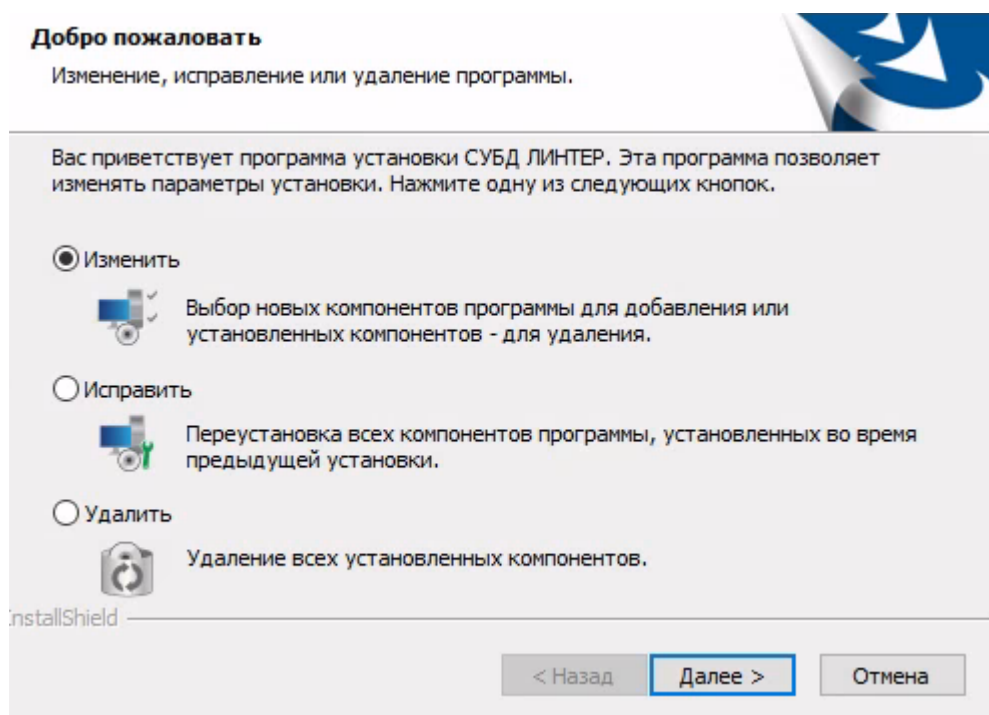 Добро пожаловать
Изменение, исправление или удаление программы.
Вас приветствует программа установки СУБД ЛИНТЕР. Эта программа позволяет
изменять параметры установки. Нажмите одну из следующих кнопок.
Изменить
Выбор новых компонентов программы для добавления или
установленных компонентов - для удаления.
Исправить
Переустановка всех компонентов программы, установленных во время
предыдущей установки.
Удалить
Удаление всех установленных компонентов.
InstallShield
< Назад
Далее >
Отмена